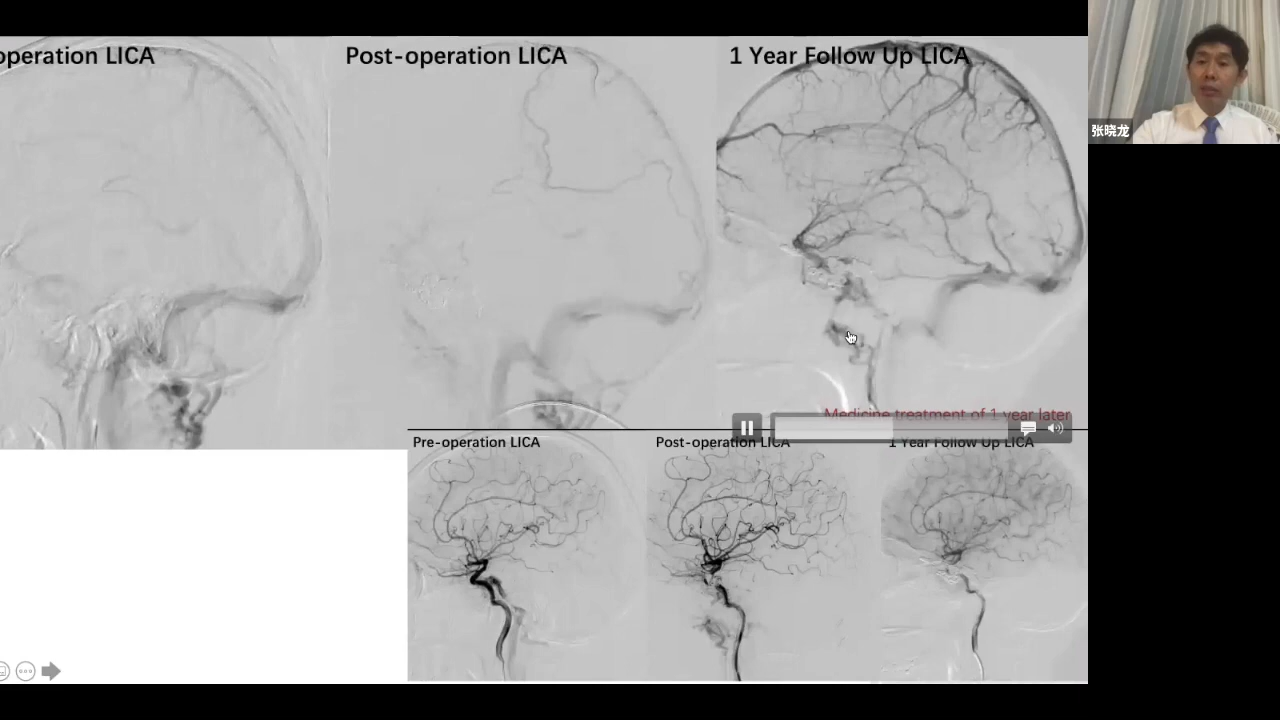 operation LICA
Post-operation LICA
1 Year Follow Up LICA
张晓龙
Medicine treatment of 1 year later
Pre-operation LICA
Post-operation LICA
1 Year Follow Up LICA